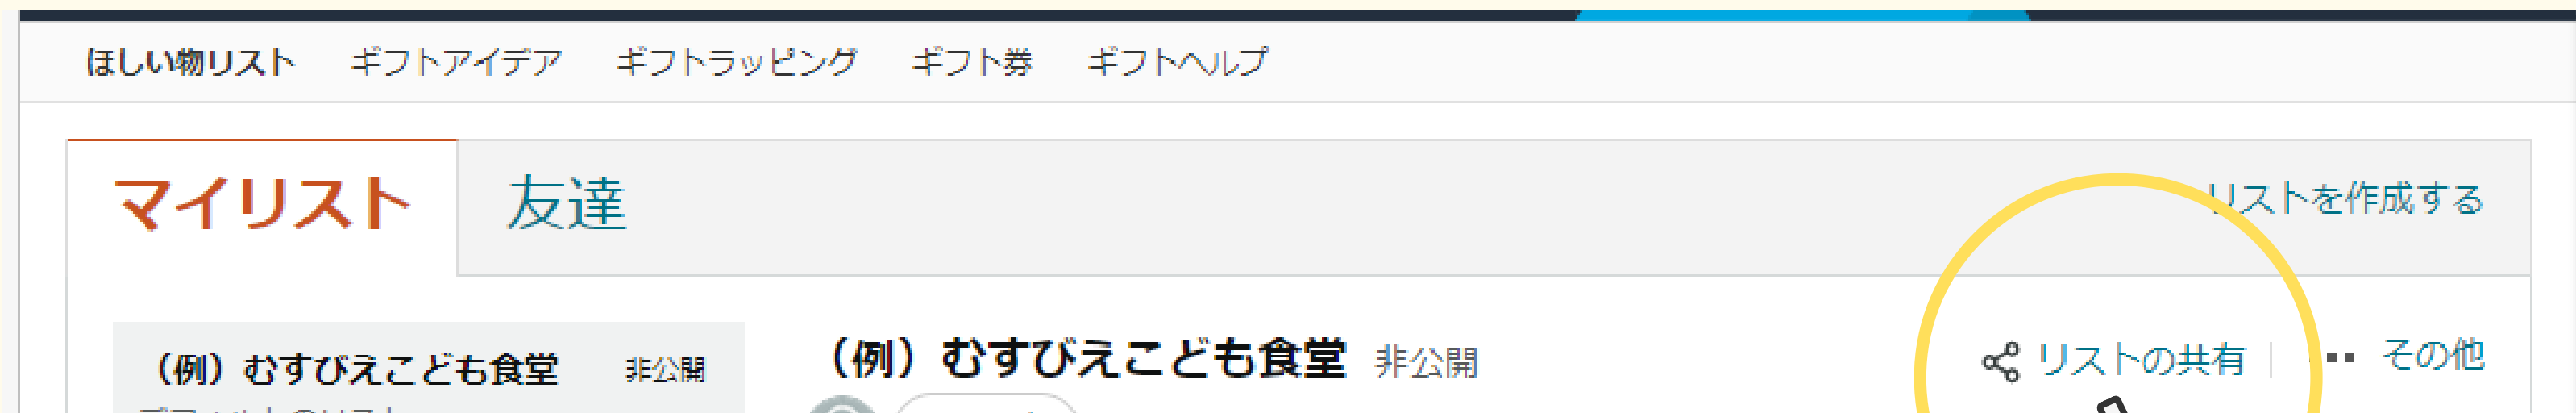 ほしい物リスト ギフトアイデア ギフトラッピング ギフト券 ギフトヘルプ
マイリスト 友達 リストを作成する
（例）むすびえこども食堂 非公開
（例）むすびえこども食堂 非公開 リストの共有 その他